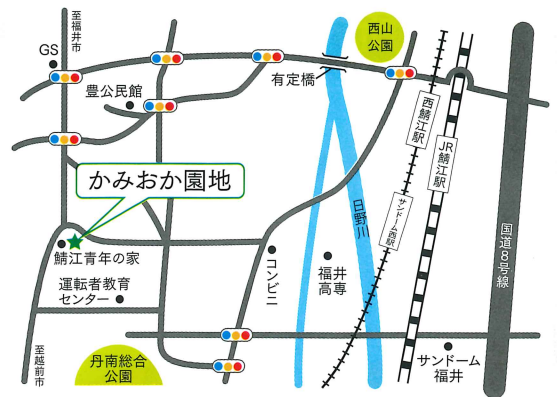 至福井市
GS
豊公民館
西山
公園
有定橋
西鯖江駅
JR
鯖江駅
かみおか園地
サンドーム西駅
日野川
国道8号線
鯖江青年の家
コンビニ
福井
高専
運転者教育
センター
至越前市
丹南総合
公園
サンドーム
福井